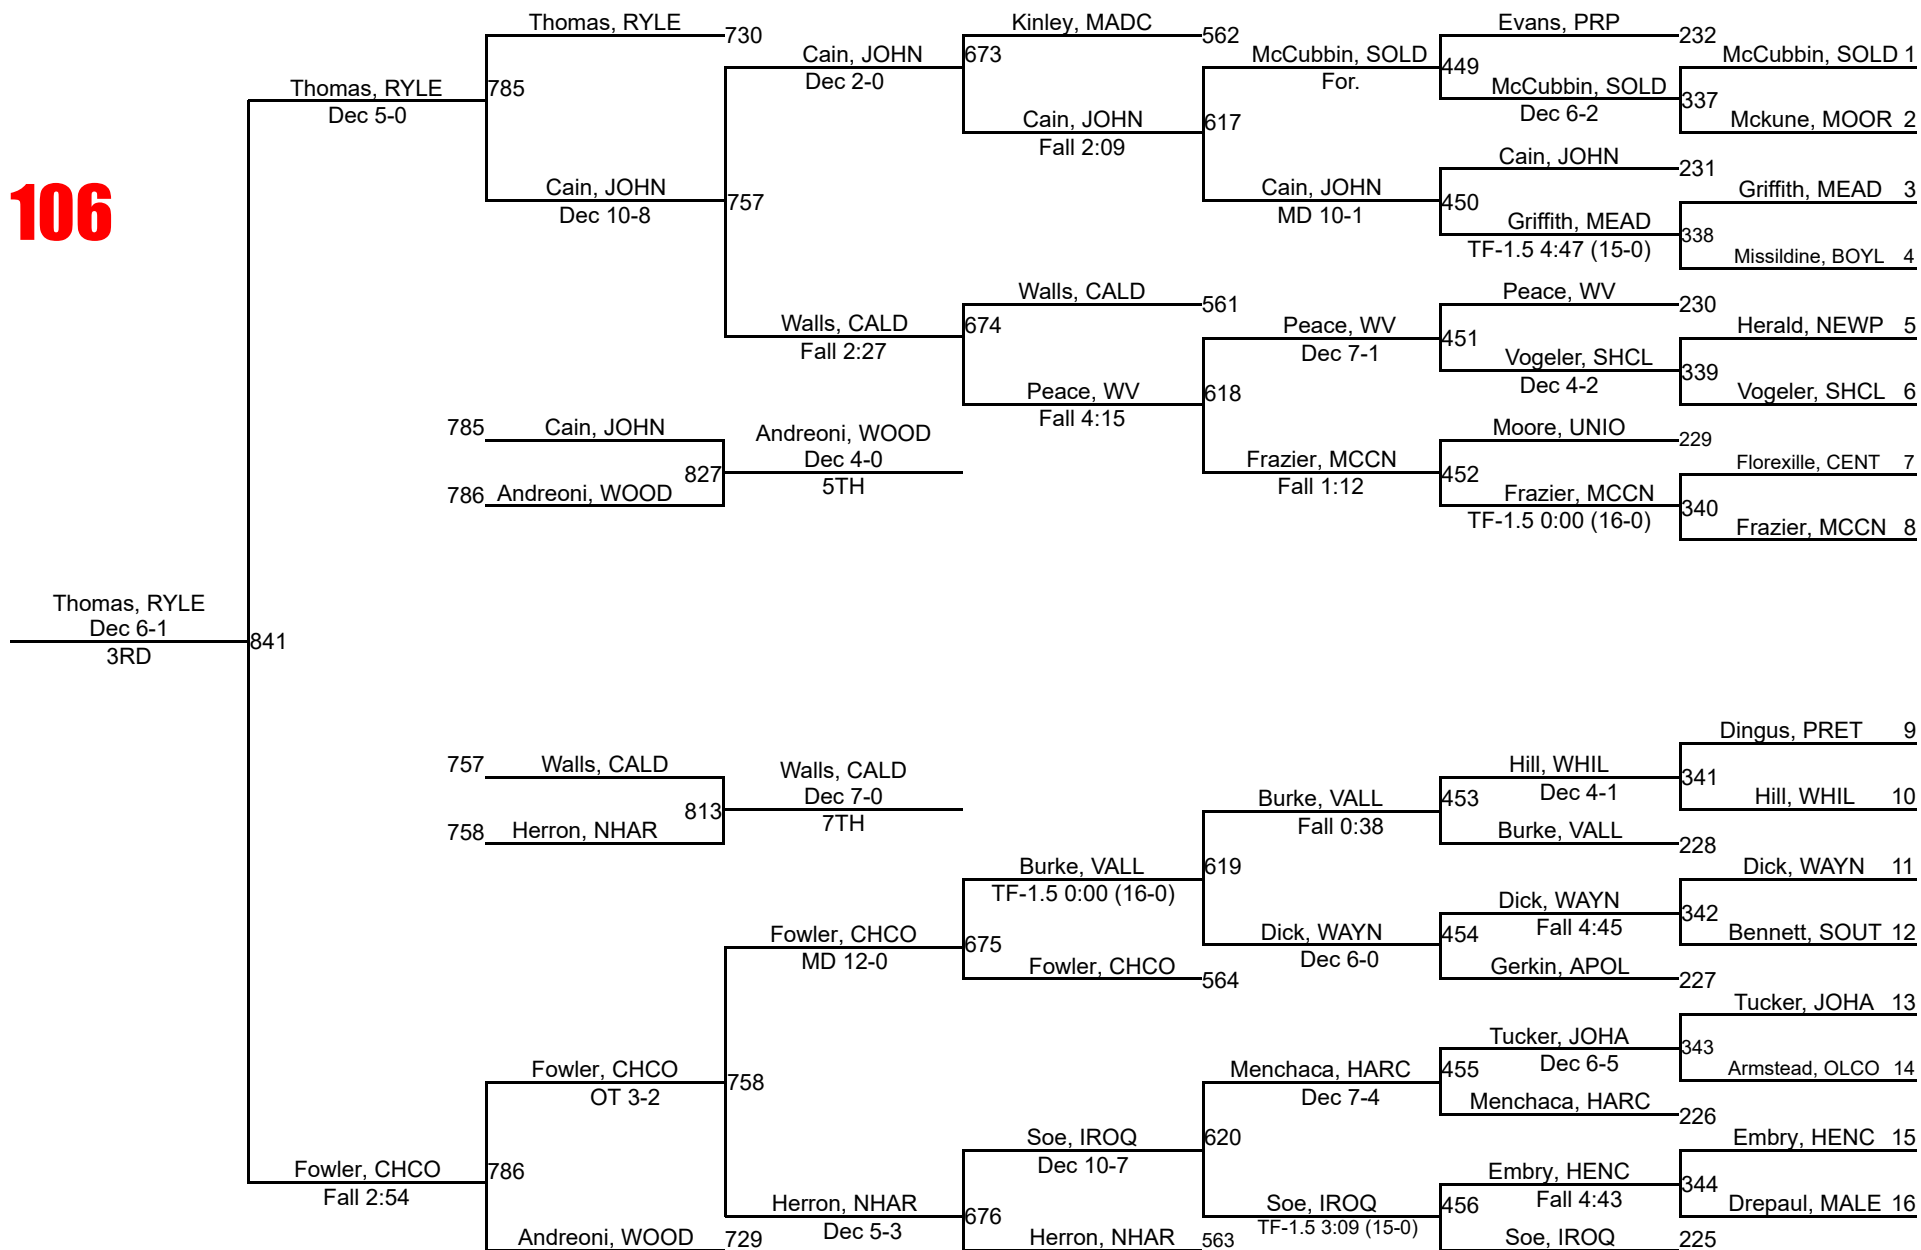 Thomas, RYLE
730
Kinley, MADC
562
Evans, PRP
232
Cain, JOHN
Dec 2-0
673
McCubbin, SOLD
For.
449
McCubbin, SOLD 1
Thomas, RYLE
Dec 5-0
785
McCubbin, SOLD
Dec 6-2
337
Cain, JOHN
Fall 2:09
617
Mckune, MOOR 2
Cain, JOHN
231
106
Cain, JOHN
Dec 10-8
757
Cain, JOHN
MD 10-1
450
Griffith, MEAD 3
Griffith, MEAD
TF-1.5 4:47 (15-0)
338
Missildine, BOYL 4
Walls, CALD
561
Peace, WV
230
Walls, CALD
Fall 2:27
674
Peace, WV
Dec 7-1
451
Herald, NEWP 5
Vogeler, SHCL
Dec 4-2
339
Peace, WV
Fall 4:15
618
Vogeler, SHCL 6
785
Cain, JOHN
Andreoni, WOOD
Dec 4-0
5TH
827
Moore, UNIO
229
Frazier, MCCN
Fall 1:12
452
Florexille, CENT 7
786
Andreoni, WOOD
Frazier, MCCN
TF-1.5 0:00 (16-0)
340
Frazier, MCCN 8
Thomas, RYLE
Dec 6-1
3RD
841
Dingus, PRET 9
757
Walls, CALD
Walls, CALD
Dec 7-0
7TH
813
Hill, WHIL
Dec 4-1
341
Burke, VALL
Fall 0:38
453
Hill, WHIL 10
758
Herron, NHAR
Burke, VALL
228
Burke, VALL
TF-1.5 0:00 (16-0)
619
Dick, WAYN 11
Dick, WAYN
Fall 4:45
342
Fowler, CHCO
MD 12-0
675
Dick, WAYN
Dec 6-0
454
Bennett, SOUT 12
Fowler, CHCO
564
Gerkin, APOL
227
Tucker, JOHA 13
Tucker, JOHA
Dec 6-5
343
Fowler, CHCO
OT 3-2
758
Menchaca, HARC
Dec 7-4
455
Armstead, OLCO 14
Menchaca, HARC
226
Soe, IROQ
Dec 10-7
620
Embry, HENC 15
Fowler, CHCO
Fall 2:54
786
Embry, HENC
Fall 4:43
344
Herron, NHAR
Dec 5-3
676
Soe, IROQ
TF-1.5 3:09 (15-0)
456
Drepaul, MALE 16
Andreoni, WOOD
729
Herron, NHAR
563
Soe, IROQ
225